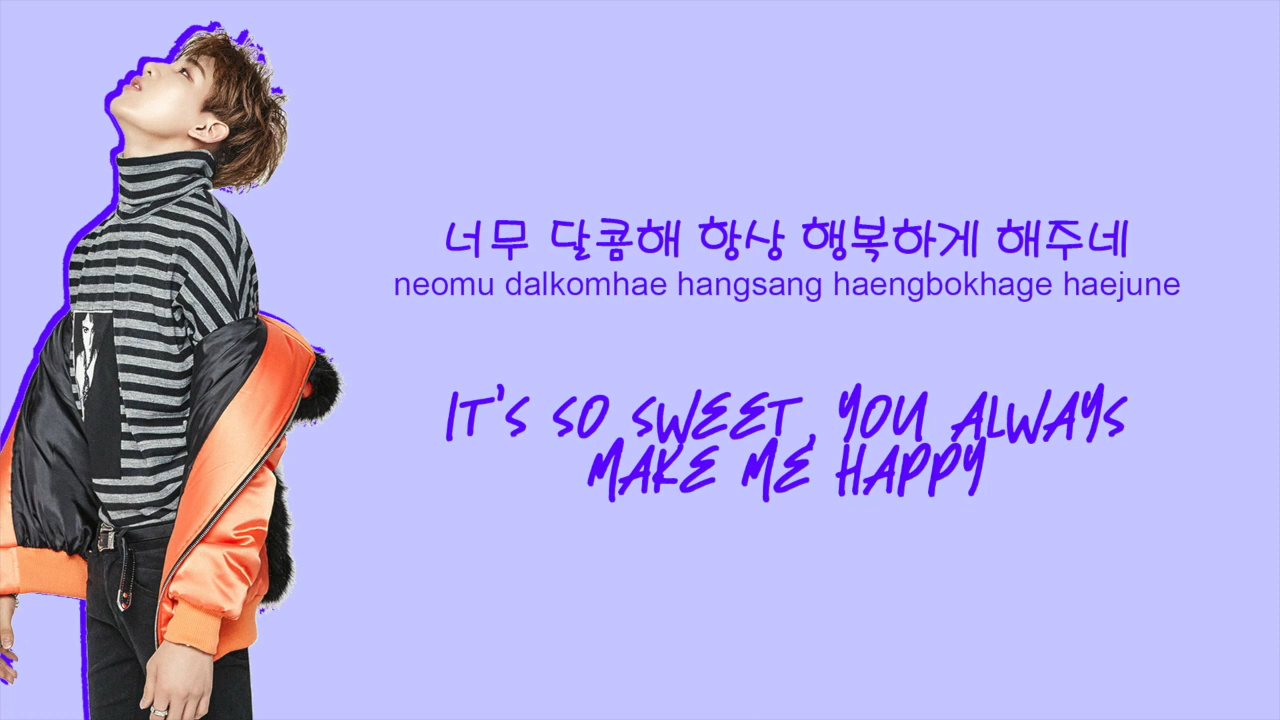 너무 달콤해 항상 행복하게 해주네
neomu dalkomhae hangsang haengbokhage haejune
IT'S SO SWEET, YOU ALWAYS
MAKE ME HAPPY